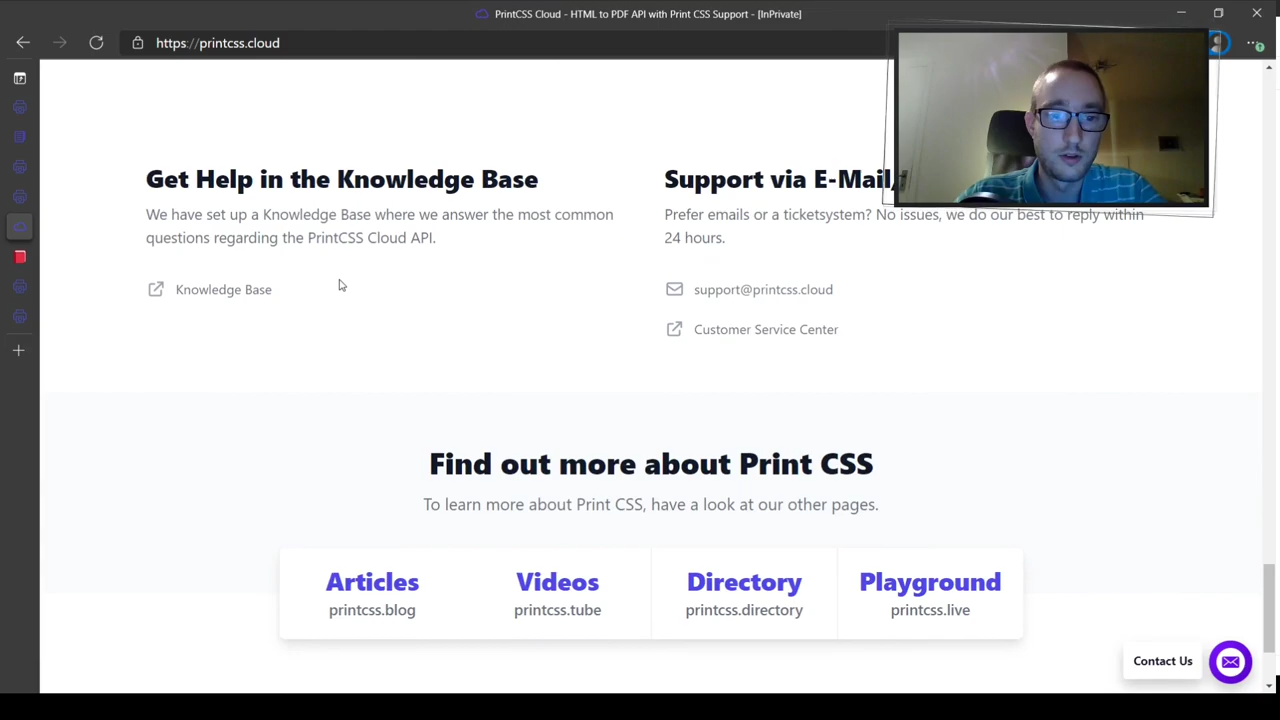 PrintCSS Cloud - HTML to PDF API with Print CSS Support - [InPrivate]
https://printcss.cloud
Get Help in the Knowledge Base
We have set up a Knowledge Base where we answer the most common
questions regarding the PrintCSS Cloud API.
Knowledge Base
Support via E-Mail/
Prefer emails or a ticketsystem? No issues, we do our best to reply within
24 hours.
support@printcss.cloud
Customer Service Center
Find out more about Print CSS
To learn more about Print CSS, have a look at our other pages.
Articles
printcss.blog
Videos
printcss.tube
Directory
printcss.directory
Playground
printcss.live
Contact Us